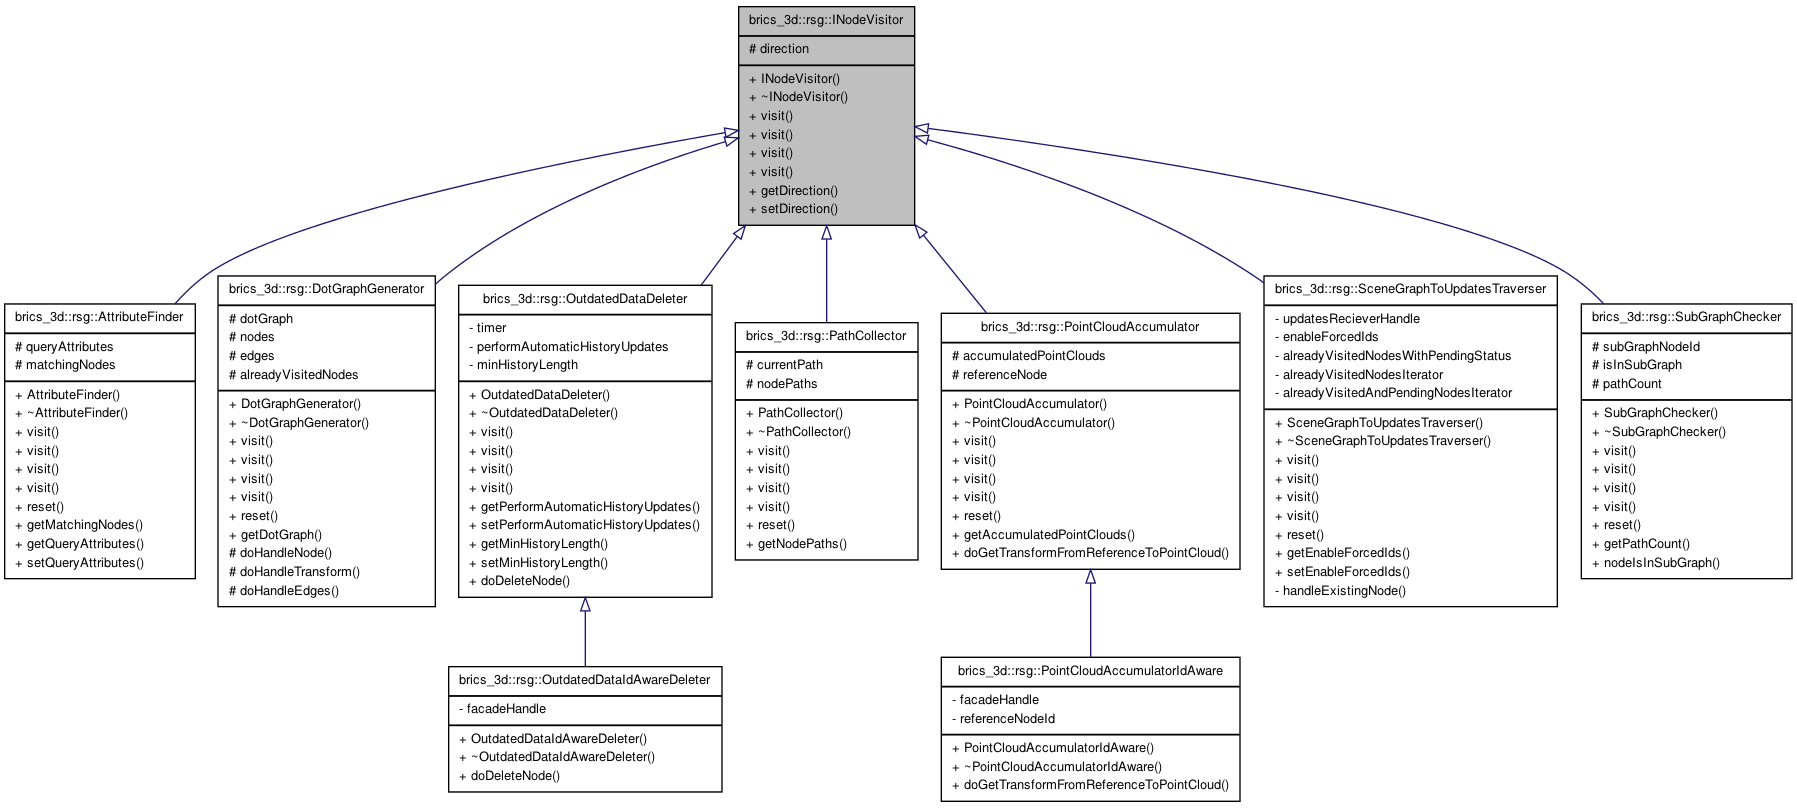 brics_3d::rsg::INodeVisitor
# direction
+ INodeVisitor()
+ ~INodeVisitor()
+ visit()
+ visit()
+ visit()
+ visit()
+ getDirection()
+ setDirection()
brics_3d::rsg::AttributeFinder
# queryAttributes
# matchingNodes
+ AttributeFinder()
+ ~AttributeFinder()
+ visit()
+ visit()
+ visit()
+ visit()
+ reset()
+ getMatchingNodes()
+ getQueryAttributes()
+ setQueryAttributes()
brics_3d::rsg::DotGraphGenerator
# dotGraph
# nodes
# edges
# alreadyVisitedNodes
+ DotGraphGenerator()
+ ~DotGraphGenerator()
+ visit()
+ visit()
+ visit()
+ visit()
+ reset()
+ getDotGraph()
# doHandleNode()
# doHandleTransform()
# doHandleEdges()
brics_3d::rsg::OutdatedDataDeleter
- timer
- performAutomaticHistoryUpdates
- minHistoryLength
+ OutdatedDataDeleter()
+ ~OutdatedDataDeleter()
+ visit()
+ visit()
+ visit()
+ visit()
+ getPerformAutomaticHistoryUpdates()
+ setPerformAutomaticHistoryUpdates()
+ getMinHistoryLength()
+ setMinHistoryLength()
+ doDeleteNode()
brics_3d::rsg::PathCollector
# currentPath
# nodePaths
+ PathCollector()
+ ~PathCollector()
+ visit()
+ visit()
+ visit()
+ visit()
+ reset()
+ getNodePaths()
brics_3d::rsg::PointCloudAccumulator
# accumulatedPointClouds
# referenceNode
+ PointCloudAccumulator()
+ ~PointCloudAccumulator()
+ visit()
+ visit()
+ visit()
+ visit()
+ reset()
+ getAccumulatedPointClouds()
+ doGetTransformFromReferenceToPointCloud()
brics_3d::rsg::SceneGraphToUpdatesTraverser
- updatesRecieverHandle
- enableForcedIds
- alreadyVisitedNodesWithPendingStatus
- alreadyVisitedNodesIterator
- alreadyVisitedAndPendingNodesIterator
+ SceneGraphToUpdatesTraverser()
+ ~SceneGraphToUpdatesTraverser()
+ visit()
+ visit()
+ visit()
+ visit()
+ reset()
+ getEnableForcedIds()
+ setEnableForcedIds()
- handleExistingNode()
brics_3d::rsg::SubGraphChecker
# subGraphNodeId
# isInSubGraph
# pathCount
+ SubGraphChecker()
+ ~SubGraphChecker()
+ visit()
+ visit()
+ visit()
+ visit()
+ reset()
+ getPathCount()
+ nodeIsInSubGraph()
brics_3d::rsg::OutdatedDataIdAwareDeleter
- facadeHandle
+ OutdatedDataIdAwareDeleter()
+ ~OutdatedDataIdAwareDeleter()
+ doDeleteNode()
brics_3d::rsg::PointCloudAccumulatorIdAware
- facadeHandle
- referenceNodeId
+ PointCloudAccumulatorIdAware()
+ ~PointCloudAccumulatorIdAware()
+ doGetTransformFromReferenceToPointCloud()